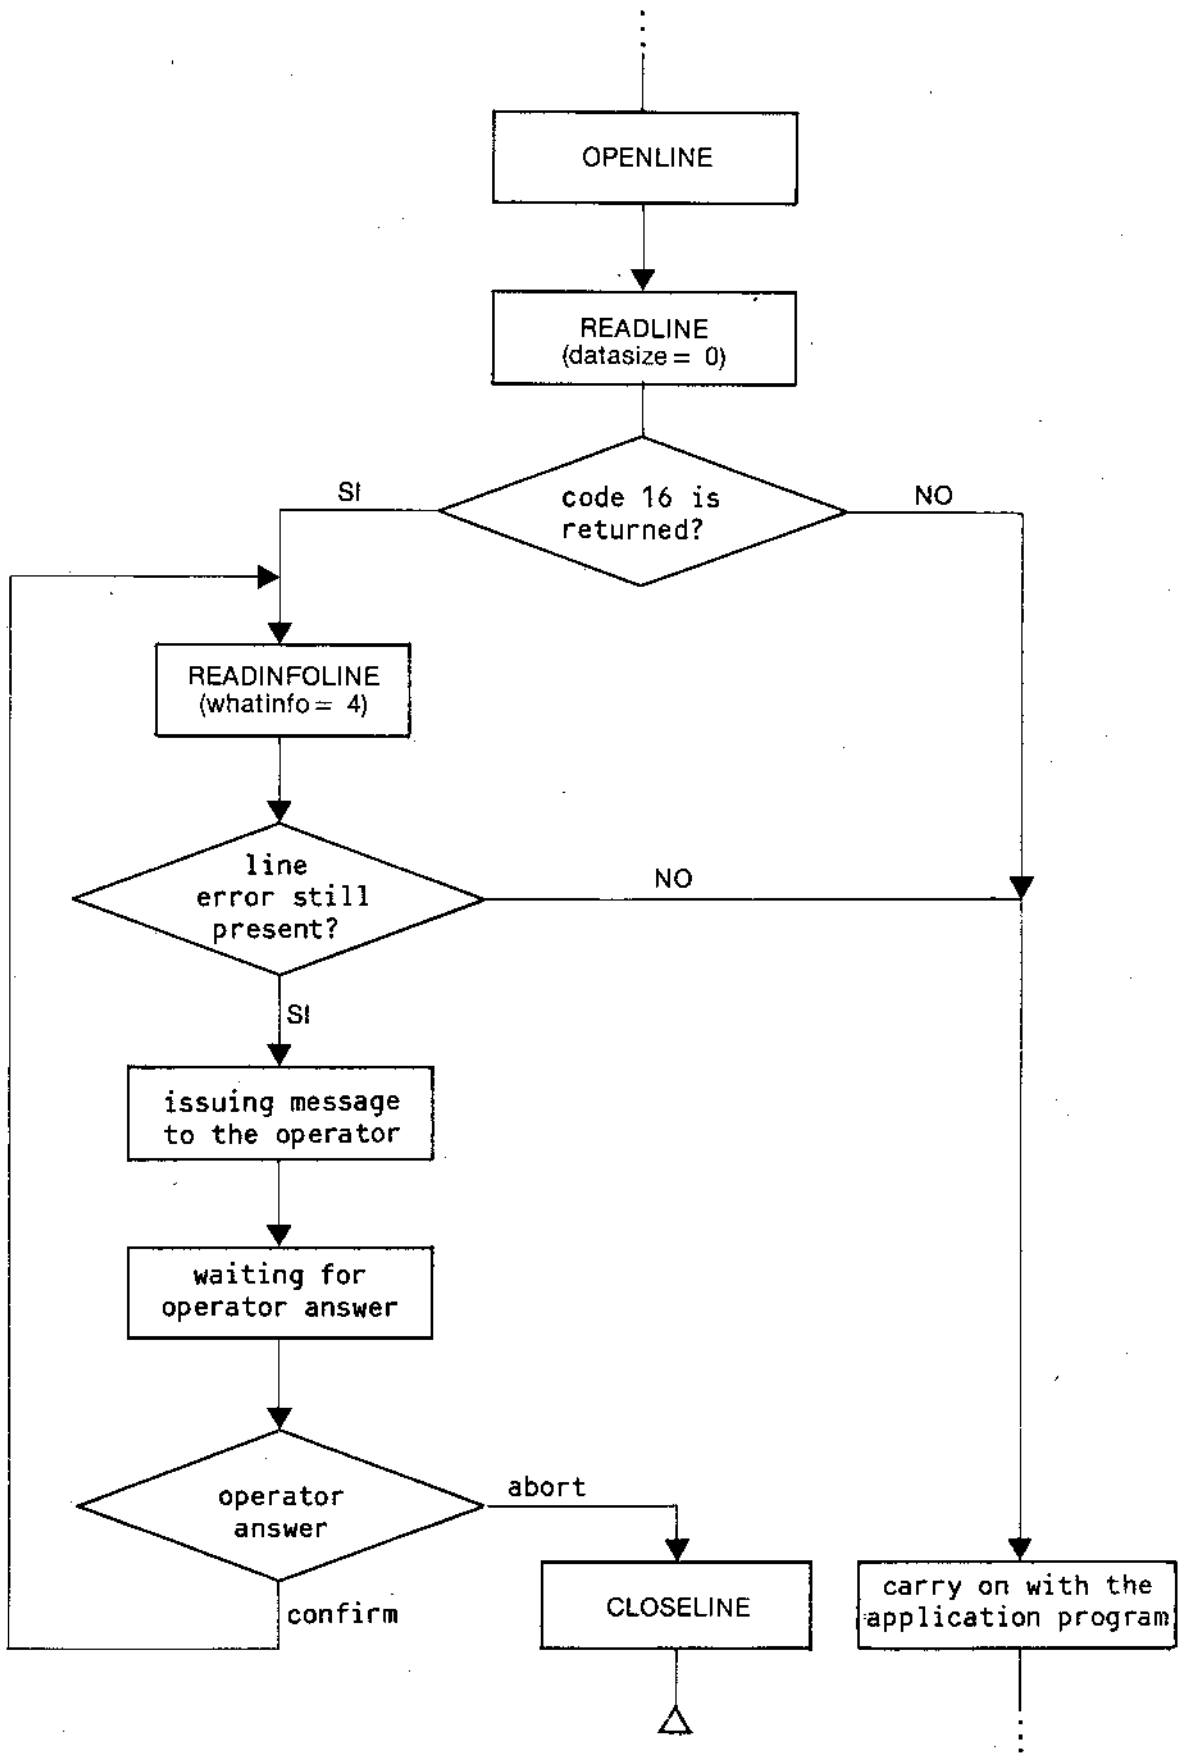 OPENLINE
READLINE
(datasize = 0)
code 16 is
returned?
SI
NO
READINFOLINE
(whatinfo = 4)
line
error still
present?
NO
SI
issuing message
to the operator
waiting for
operator answer
operator
answer
abort
confirm
CLOSELINE
carry on with the
application program